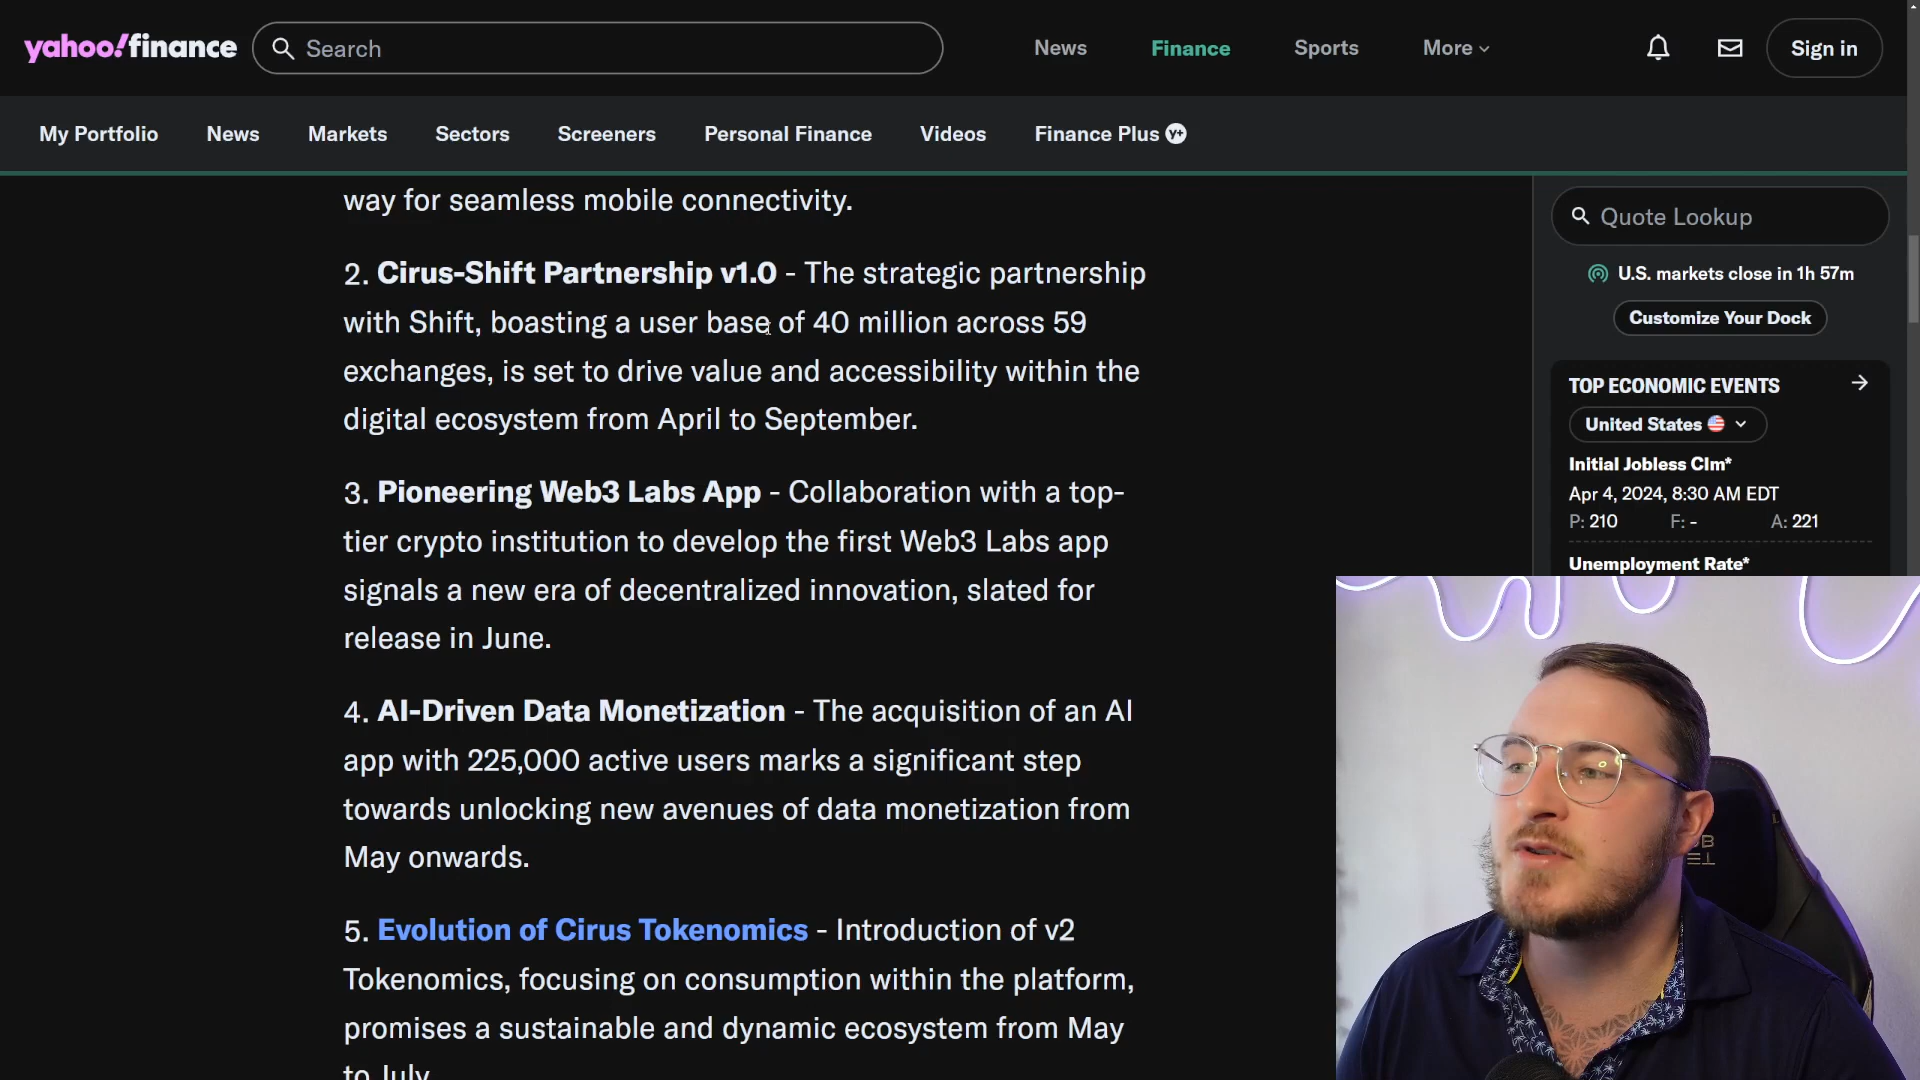 yahoo!finance
Search
News
Finance
Sports
More
Sign in
My Portfolio
News
Markets
Sectors
Screeners
Personal Finance
Videos
Finance Plus y+
way for seamless mobile connectivity.
2. Cirus-Shift Partnership v1.0 - The strategic partnership
with Shift, boasting a user base of 40 million across 59
exchanges, is set to drive value and accessibility within the
digital ecosystem from April to September.
3. Pioneering Web3 Labs App - Collaboration with a top-
tier crypto institution to develop the first Web3 Labs app
signals a new era of decentralized innovation, slated for
release in June.
4. AI-Driven Data Monetization - The acquisition of an AI
app with 225,000 active users marks a significant step
towards unlocking new avenues of data monetization from
May onwards.
5. Evolution of Cirus Tokenomics - Introduction of v2
Tokenomics, focusing on consumption within the platform,
promises a sustainable and dynamic ecosystem from May
to July.
Quote Lookup
U.S. markets close in 1h 57m
Customize Your Dock
TOP ECONOMIC EVENTS
United States
Initial Jobless Clm*
Apr 4, 2024, 8:30 AM EDT
P: 210 F: - A: 221
Unemployment Rate*